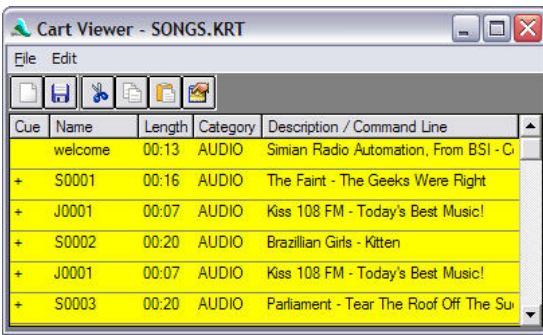 Cart Viewer - SONGS.KRT
File Edit
Cue Name Length Category Description / Command Line
welcome 00:13 AUDIO Simian Radio Automation, From BSI -
+ S0001 00:16 AUDIO The Faint - The Geeks Were Right
+ J0001 00:07 AUDIO Kiss 108 FM - Today's Best Music!
+ S0002 00:20 AUDIO Brazillian Girls - Kitten
+ J0001 00:07 AUDIO Kiss 108 FM - Today's Best Music!
+ S0003 00:20 AUDIO Parliament - Tear The Roof Off The